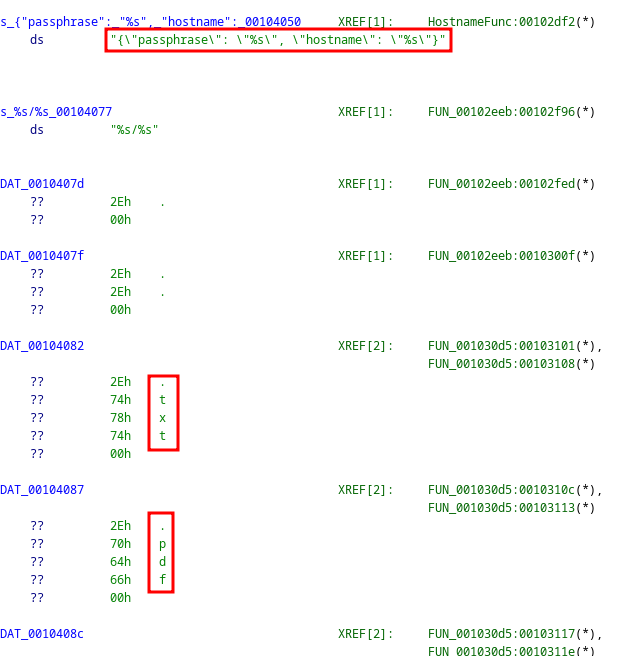 s_{"passphrase":_"%s",_"hostname":_00104050 XREF[1]: HostnameFunc:00102df2(*)
ds "{\"passphrase\": \"%s\", \"hostname\": \"%s\"}"
s_%s/%s_00104077 XREF[1]: FUN_00102eeb:00102f96(*)
ds "%s/%s"
DAT_0010407d XREF[1]: FUN_00102eeb:00102fed(*)
?? 2Eh .
?? 00h
DAT_0010407f XREF[1]: FUN_00102eeb:0010300f(*)
?? 2Eh .
?? 2Eh .
?? 00h
DAT_00104082 XREF[2]: FUN_001030d5:00103101(*),
FUN_001030d5:00103108(*)
?? 2Eh .
?? 74h t
?? 78h x
?? 74h t
?? 00h
DAT_00104087 XREF[2]: FUN_001030d5:0010310c(*),
FUN_001030d5:00103113(*)
?? 2Eh .
?? 70h p
?? 64h d
?? 66h f
?? 00h
DAT_0010408c XREF[2]: FUN_001030d5:00103117(*),
FUN_001030d5:0010311e(*)